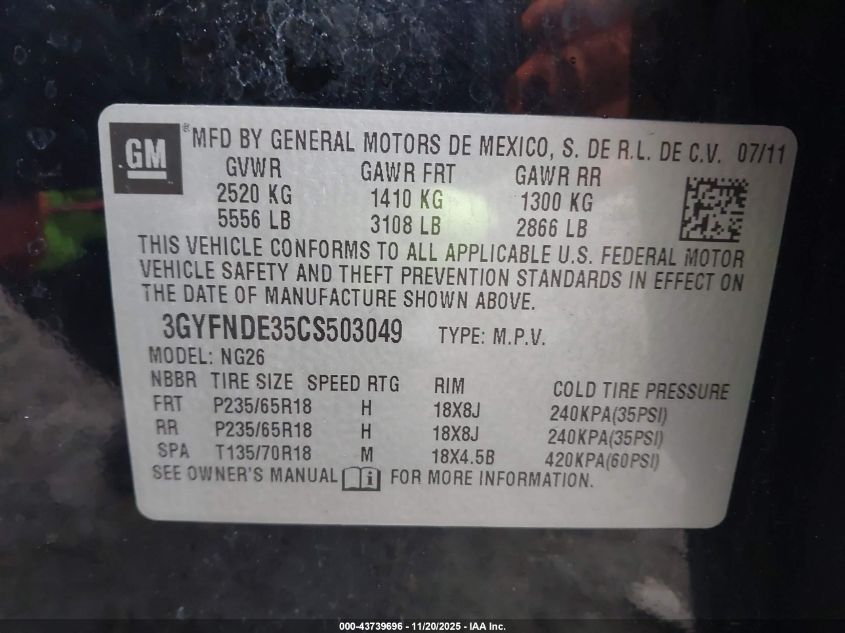 GM ® MFD BY GENERAL MOTORS DE MEXICO, S. DE R.L. DE C.V. 07/11
GVWR GAWR FRT GAWR RR
2520 KG 1410 KG 1300 KG
5556 LB 3108 LB 2866 LB
THIS VEHICLE CONFORMS TO ALL APPLICABLE U.S. FEDERAL MOTOR
VEHICLE SAFETY AND THEFT PREVENTION STANDARDS IN EFFECT ON
THE DATE OF MANUFACTURE SHOWN ABOVE.
3GYFNDE35CS503049 TYPE: M.P.V.
MODEL: NG26
NBBR TIRE SIZE SPEED RTG RIM COLD TIRE PRESSURE
FRT P235/65R18 H 18X8J 240KPA(35PSI)
RR P235/65R18 H 18X8J 240KPA(35PSI)
SPA T135/70R18 M 18X4.5B 420KPA(60PSI)
SEE OWNER'S MANUAL i FOR MORE INFORMATION.
000-43739696 - 11/20/2025 - IAA Inc.